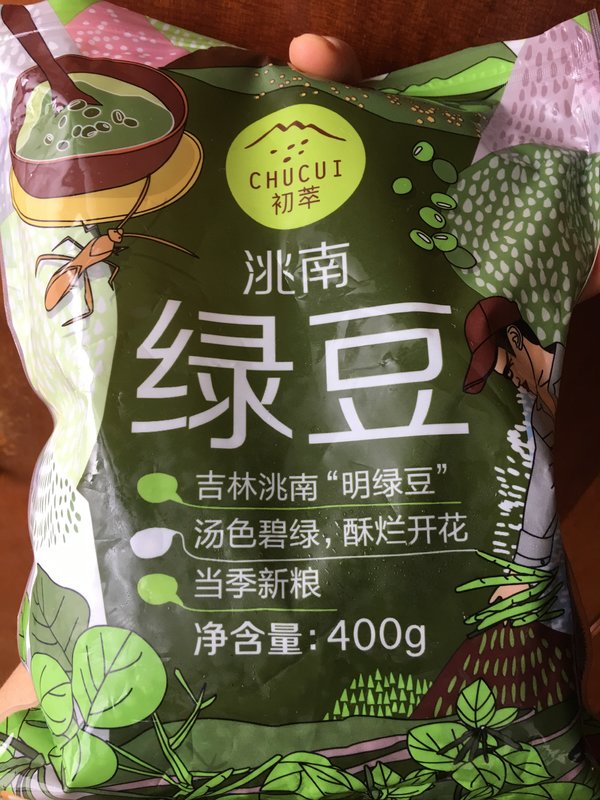 CHUCUI
初萃
洮南
绿豆
吉林洮南“明绿豆”
汤色碧绿，酥烂开花
当季新粮
净含量：400g